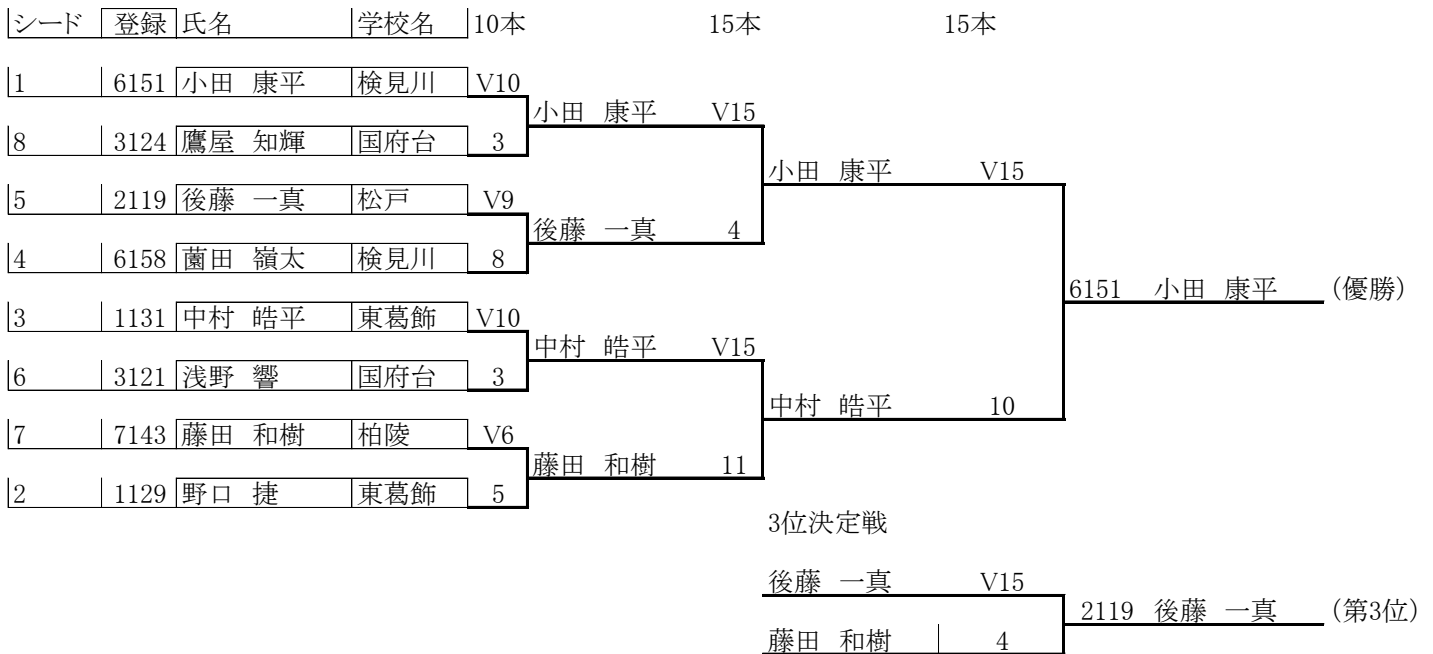 シード 登録 氏名 学校名 10本 15本 15本
1 6151 小田 康平 検見川 V10
小田 康平 V15
8 3124 鷹屋 知輝 国府台 3
小田 康平 V15
5 2119 後藤 一真 松戸 V9
後藤 一真 4
4 6158 薗田 嶺太 検見川 8
6151 小田 康平 (優勝)
3 1131 中村 皓平 東葛飾 V10
中村 皓平 V15
6 3121 浅野 響 国府台 3
中村 皓平 10
7 7143 藤田 和樹 柏陵 V6
藤田 和樹 11
2 1129 野口 捷 東葛飾 5
3位決定戦
後藤 一真 V15
2119 後藤 一真 (第3位)
藤田 和樹 4